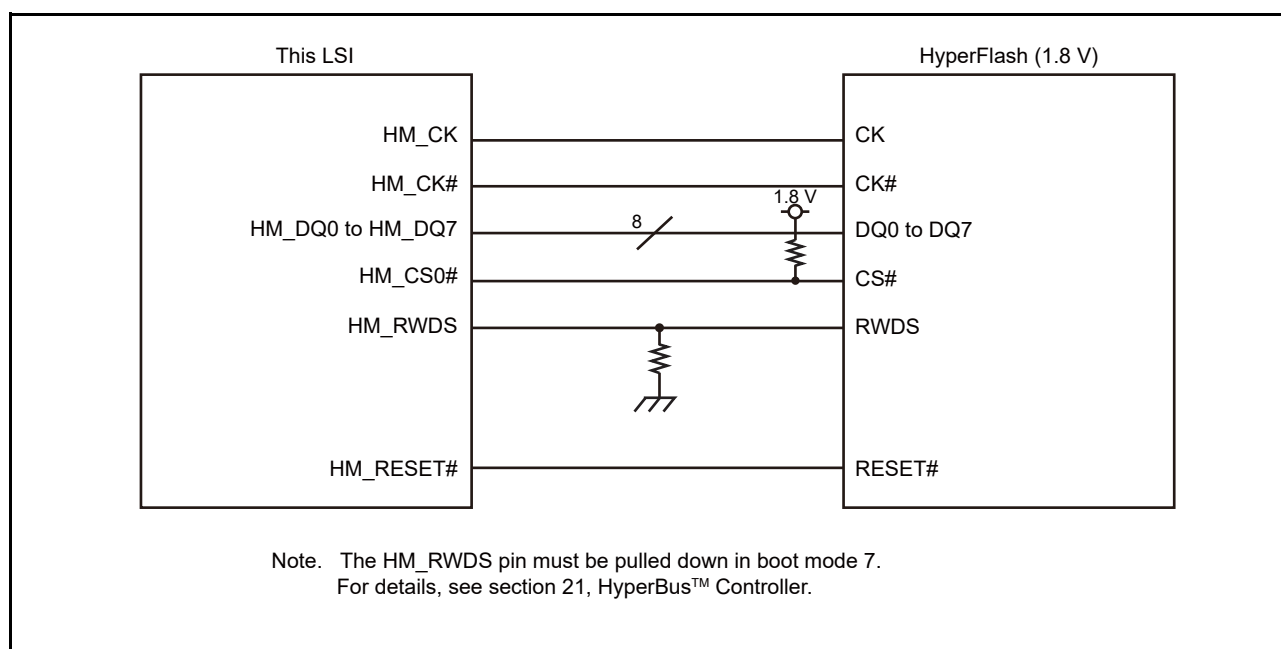 This LSI
HyperFlash (1.8 V)
HM_CK
CK
HM_CK#
CK#
1.8 V
HM_DQ0 to HM_DQ7
8
DQ0 to DQ7
HM_CS0#
CS#
HM_RWDS
RWDS
HM_RESET#
RESET#
Note. The HM_RWDS pin must be pulled down in boot mode 7.
For details, see section 21, HyperBus™ Controller.